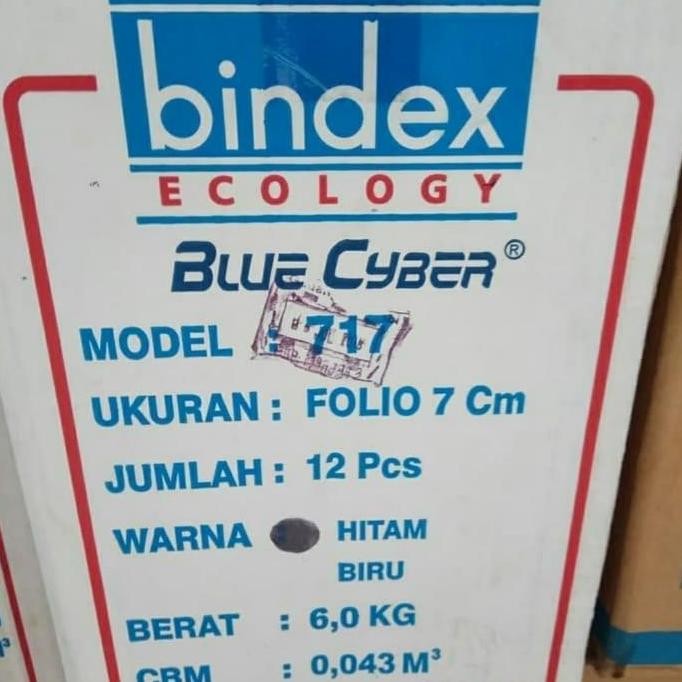 bindex
ECOLOGY
BLUE CYBER®
MODEL : 717
UKURAN : FOLIO 7 Cm
JUMLAH : 12 Pcs
WARNA : HITAM
BIRU
BERAT : 6,0 KG
CBM : 0,043 M³